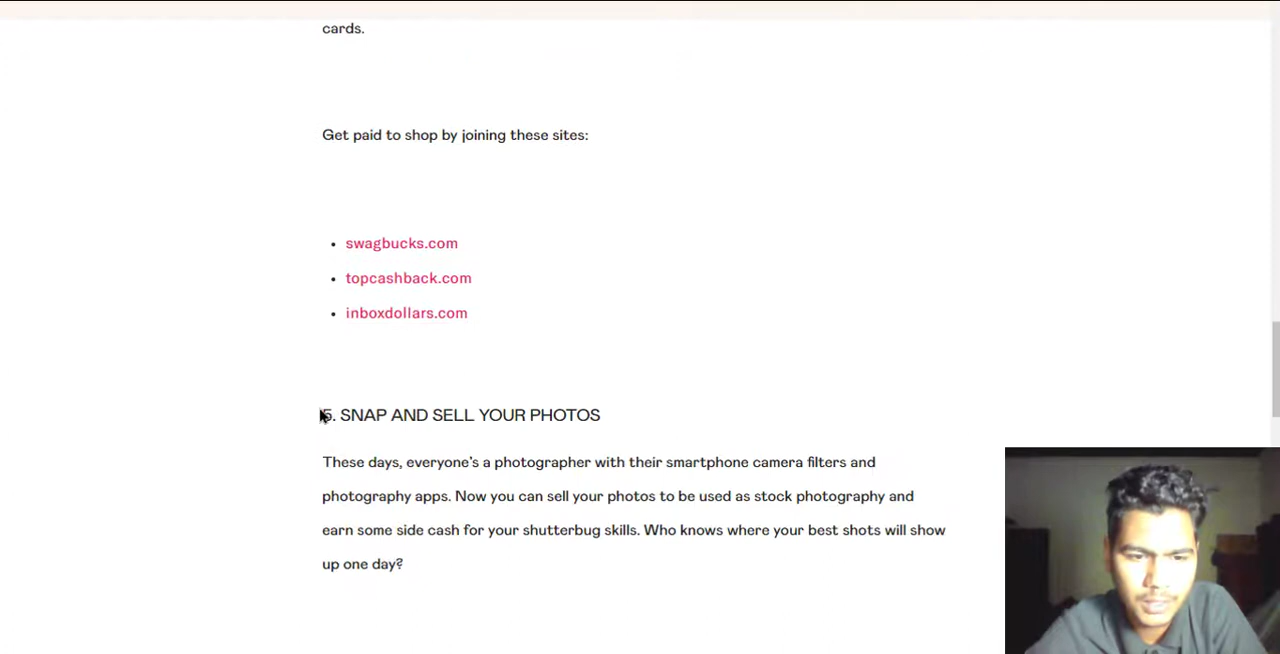 cards.
Get paid to shop by joining these sites:
• swagbucks.com
• topcashback.com
• inboxdollars.com
5. SNAP AND SELL YOUR PHOTOS
These days, everyone's a photographer with their smartphone camera filters and
photography apps. Now you can sell your photos to be used as stock photography and
earn some side cash for your shutterbug skills. Who knows where your best shots will show
up one day?